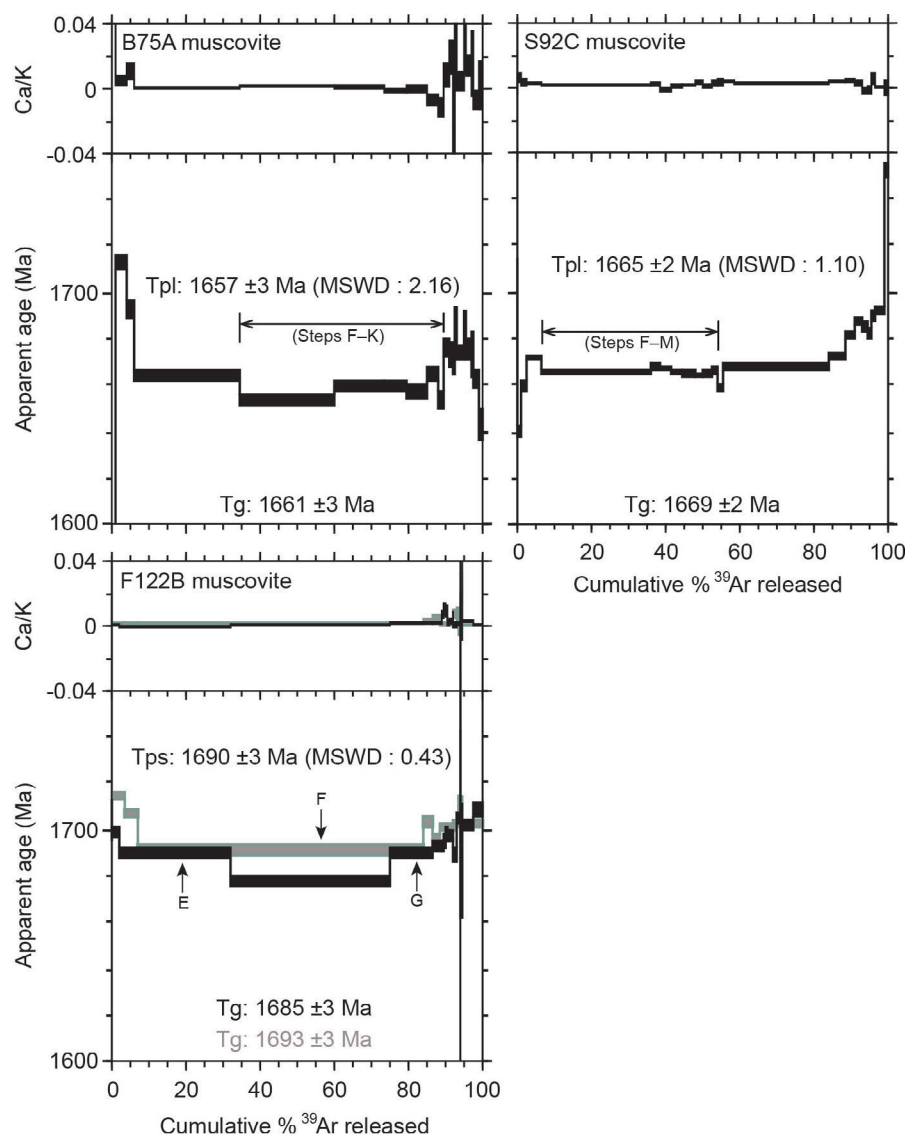 B75A muscovite
0.04
Ca/K
0
-0.04
Apparent age (Ma)
1700
1600
Tpl: 1657 ±3 Ma (MSWD : 2.16)
(Steps F–K)
Tg: 1661 ±3 Ma
S92C muscovite
Tpl: 1665 ±2 Ma (MSWD : 1.10)
(Steps F–M)
Tg: 1669 ±2 Ma
0 20 40 60 80 100
Cumulative % ³⁹Ar released
F122B muscovite
0.04
Ca/K
0
-0.04
Apparent age (Ma)
1700
1600
Tps: 1690 ±3 Ma (MSWD : 0.43)
F
E
G
Tg: 1685 ±3 Ma
Tg: 1693 ±3 Ma
0 20 40 60 80 100
Cumulative % ³⁹Ar released